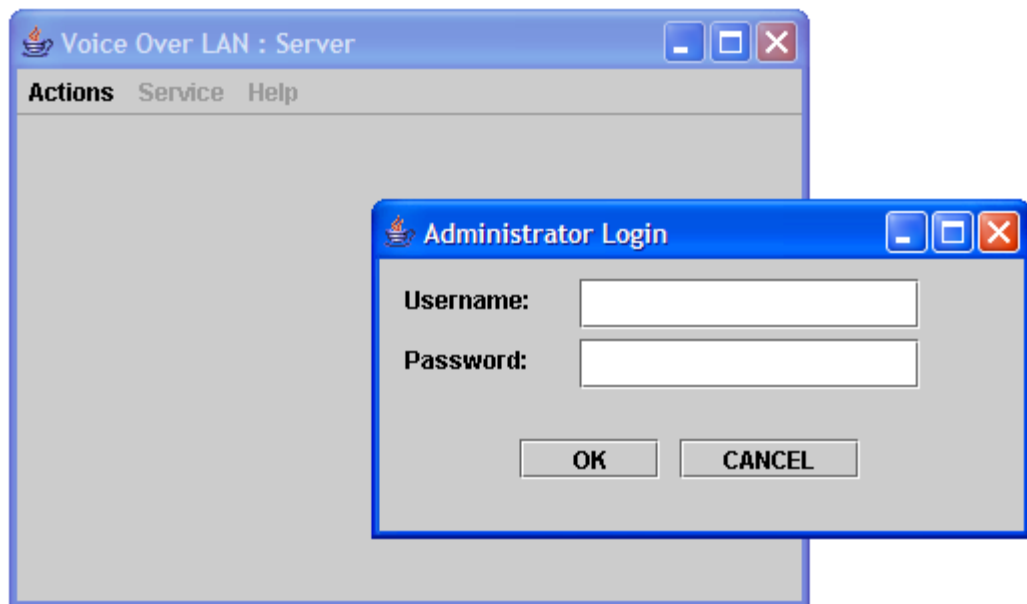 Voice Over LAN : Server
Actions Service Help
Administrator Login
Username:
Password:
OK CANCEL